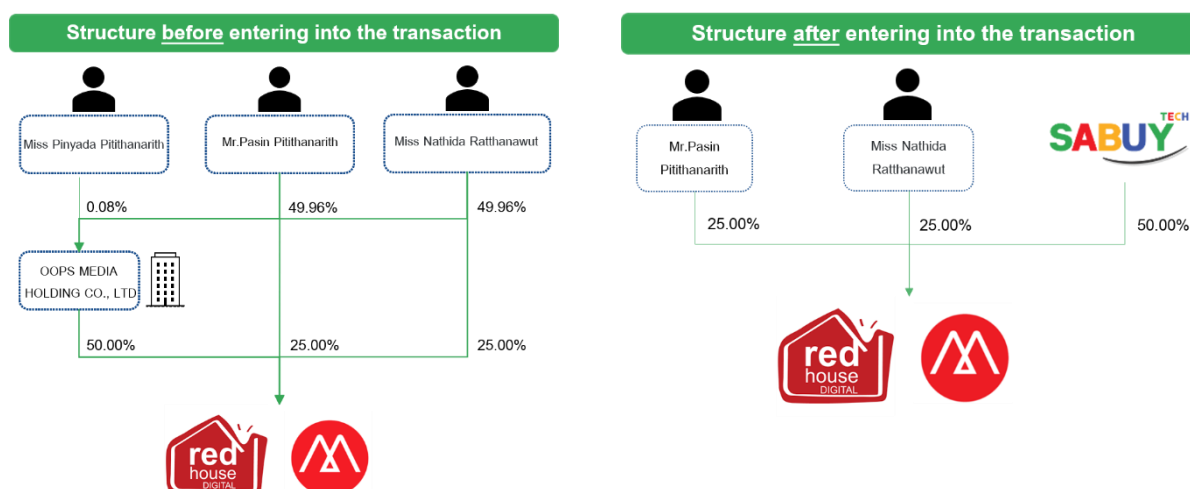 Structure before entering into the transaction
Miss Pinyada Pitithanarith
Mr.Pasin Pitithanarith
Miss Nathida Ratthanawut
0.08%
49.96%
49.96%
OOPS MEDIA
HOLDING CO., LTD
50.00%
25.00%
25.00%
red
house
DIGITAL
Structure after entering into the transaction
Mr.Pasin
Pitithanarith
Miss Nathida
Ratthanawut
TECH
SABUY
25.00%
25.00%
50.00%
red
house
DIGITAL